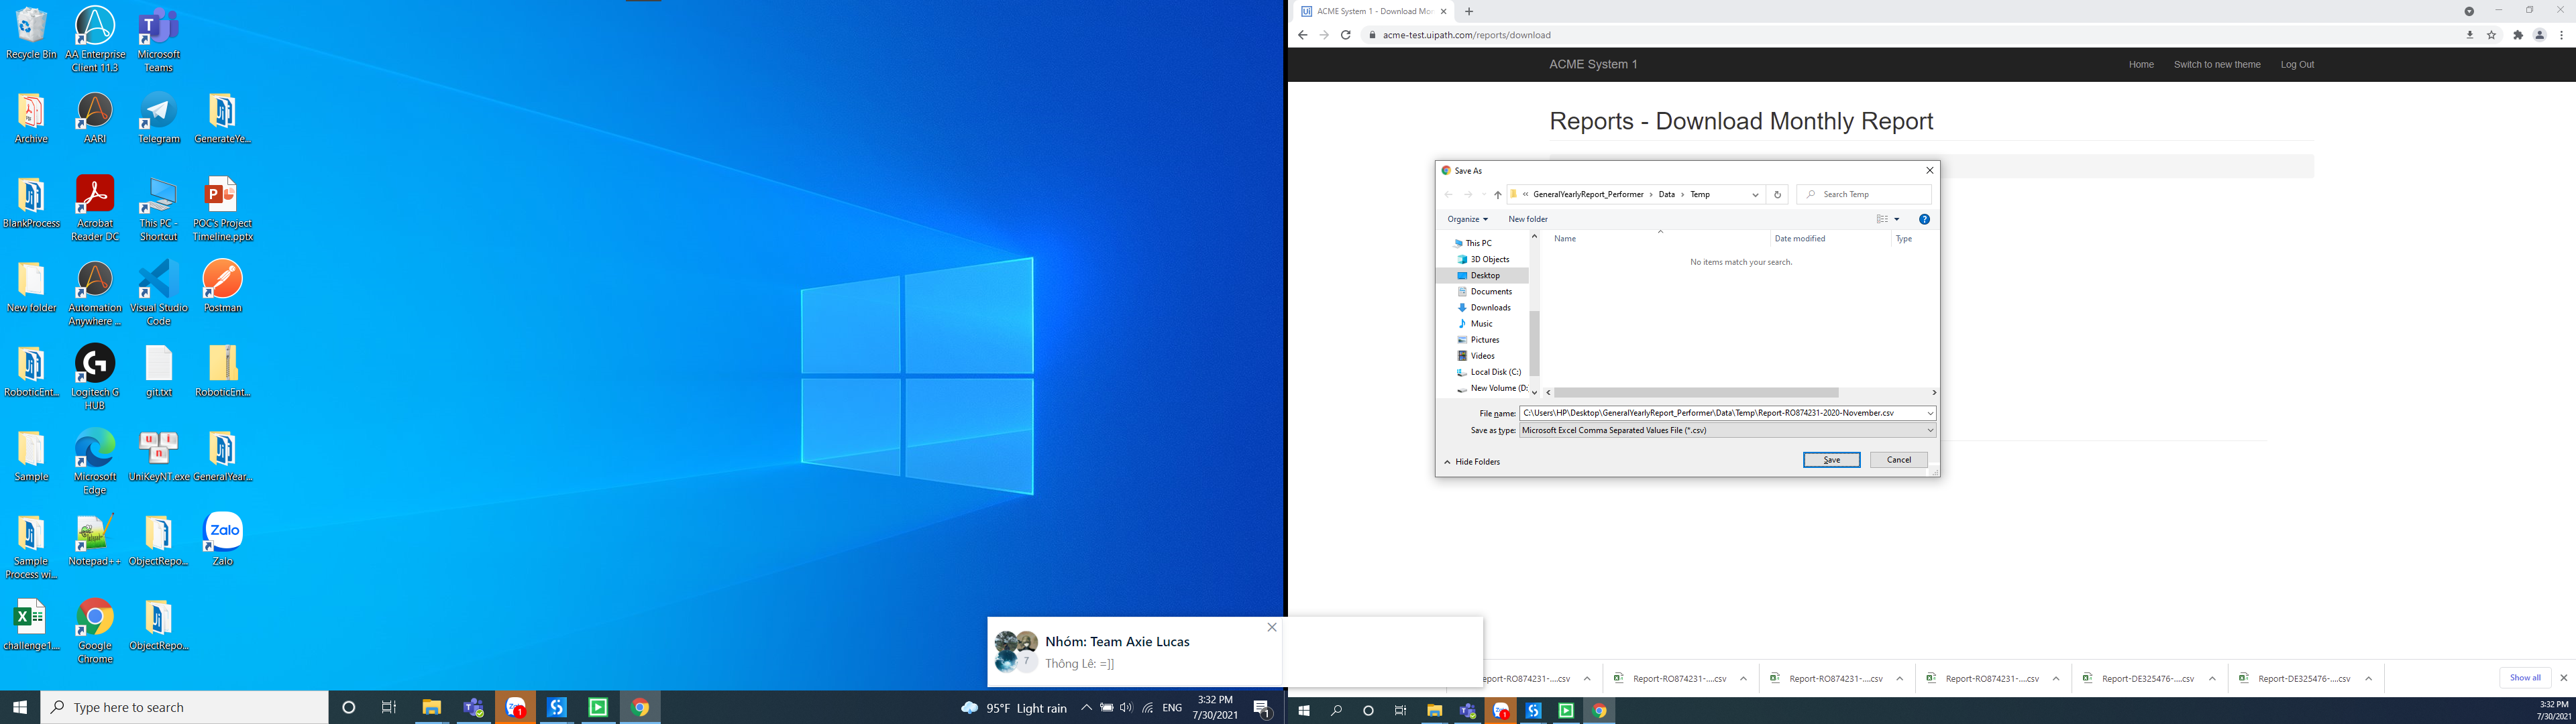 Recycle Bin
AA Enterprise Client 11.3
Microsoft Teams
Archive
AARI
Telegram
GenerateYe...
BlankProcess
Acrobat Reader DC
This PC - Shortcut
POC's Project Timeline.pptx
New folder
Automation Anywhere ...
Visual Studio Code
Postman
RoboticEnt...
Logitech G HUB
git.txt
RoboticEnt...
Sample
Microsoft Edge
UniKeyNT.exe
GeneralYear...
Sample Process wi...
Notepad++
ObjectRepo...
Zalo
challenge1....
Google Chrome
ObjectRepo...
Nhóm: Team Axie Lucas
Thông Lê: =]]
7
Type here to search
95°F Light rain
ENG
3:32 PM
7/30/2021
ACME System 1 - Download Mo
acme-test.uipath.com/reports/download
ACME System 1
Home
Switch to new theme
Log Out
Reports - Download Monthly Report
Save As
« GeneralYearlyReport_Performer › Data › Temp
Search Temp
Organize
New folder
This PC
3D Objects
Desktop
Documents
Downloads
Music
Pictures
Videos
Local Disk (C:)
New Volume (D:
Name
Date modified
Type
No items match your search.
File name:
C:\Users\HP\Desktop\GeneralYearlyReport_Performer\Data\Temp\Report-RO874231-2020-November.csv
Save as type:
Microsoft Excel Comma Separated Values File (*.csv)
Hide Folders
Save
Cancel
eport-RO874231-....csv
Report-RO874231-....csv
Report-RO874231-....csv
Report-RO874231-....csv
Report-DE325476-....csv
Report-DE325476-....csv
Show all
3:32 PM
7/30/2021